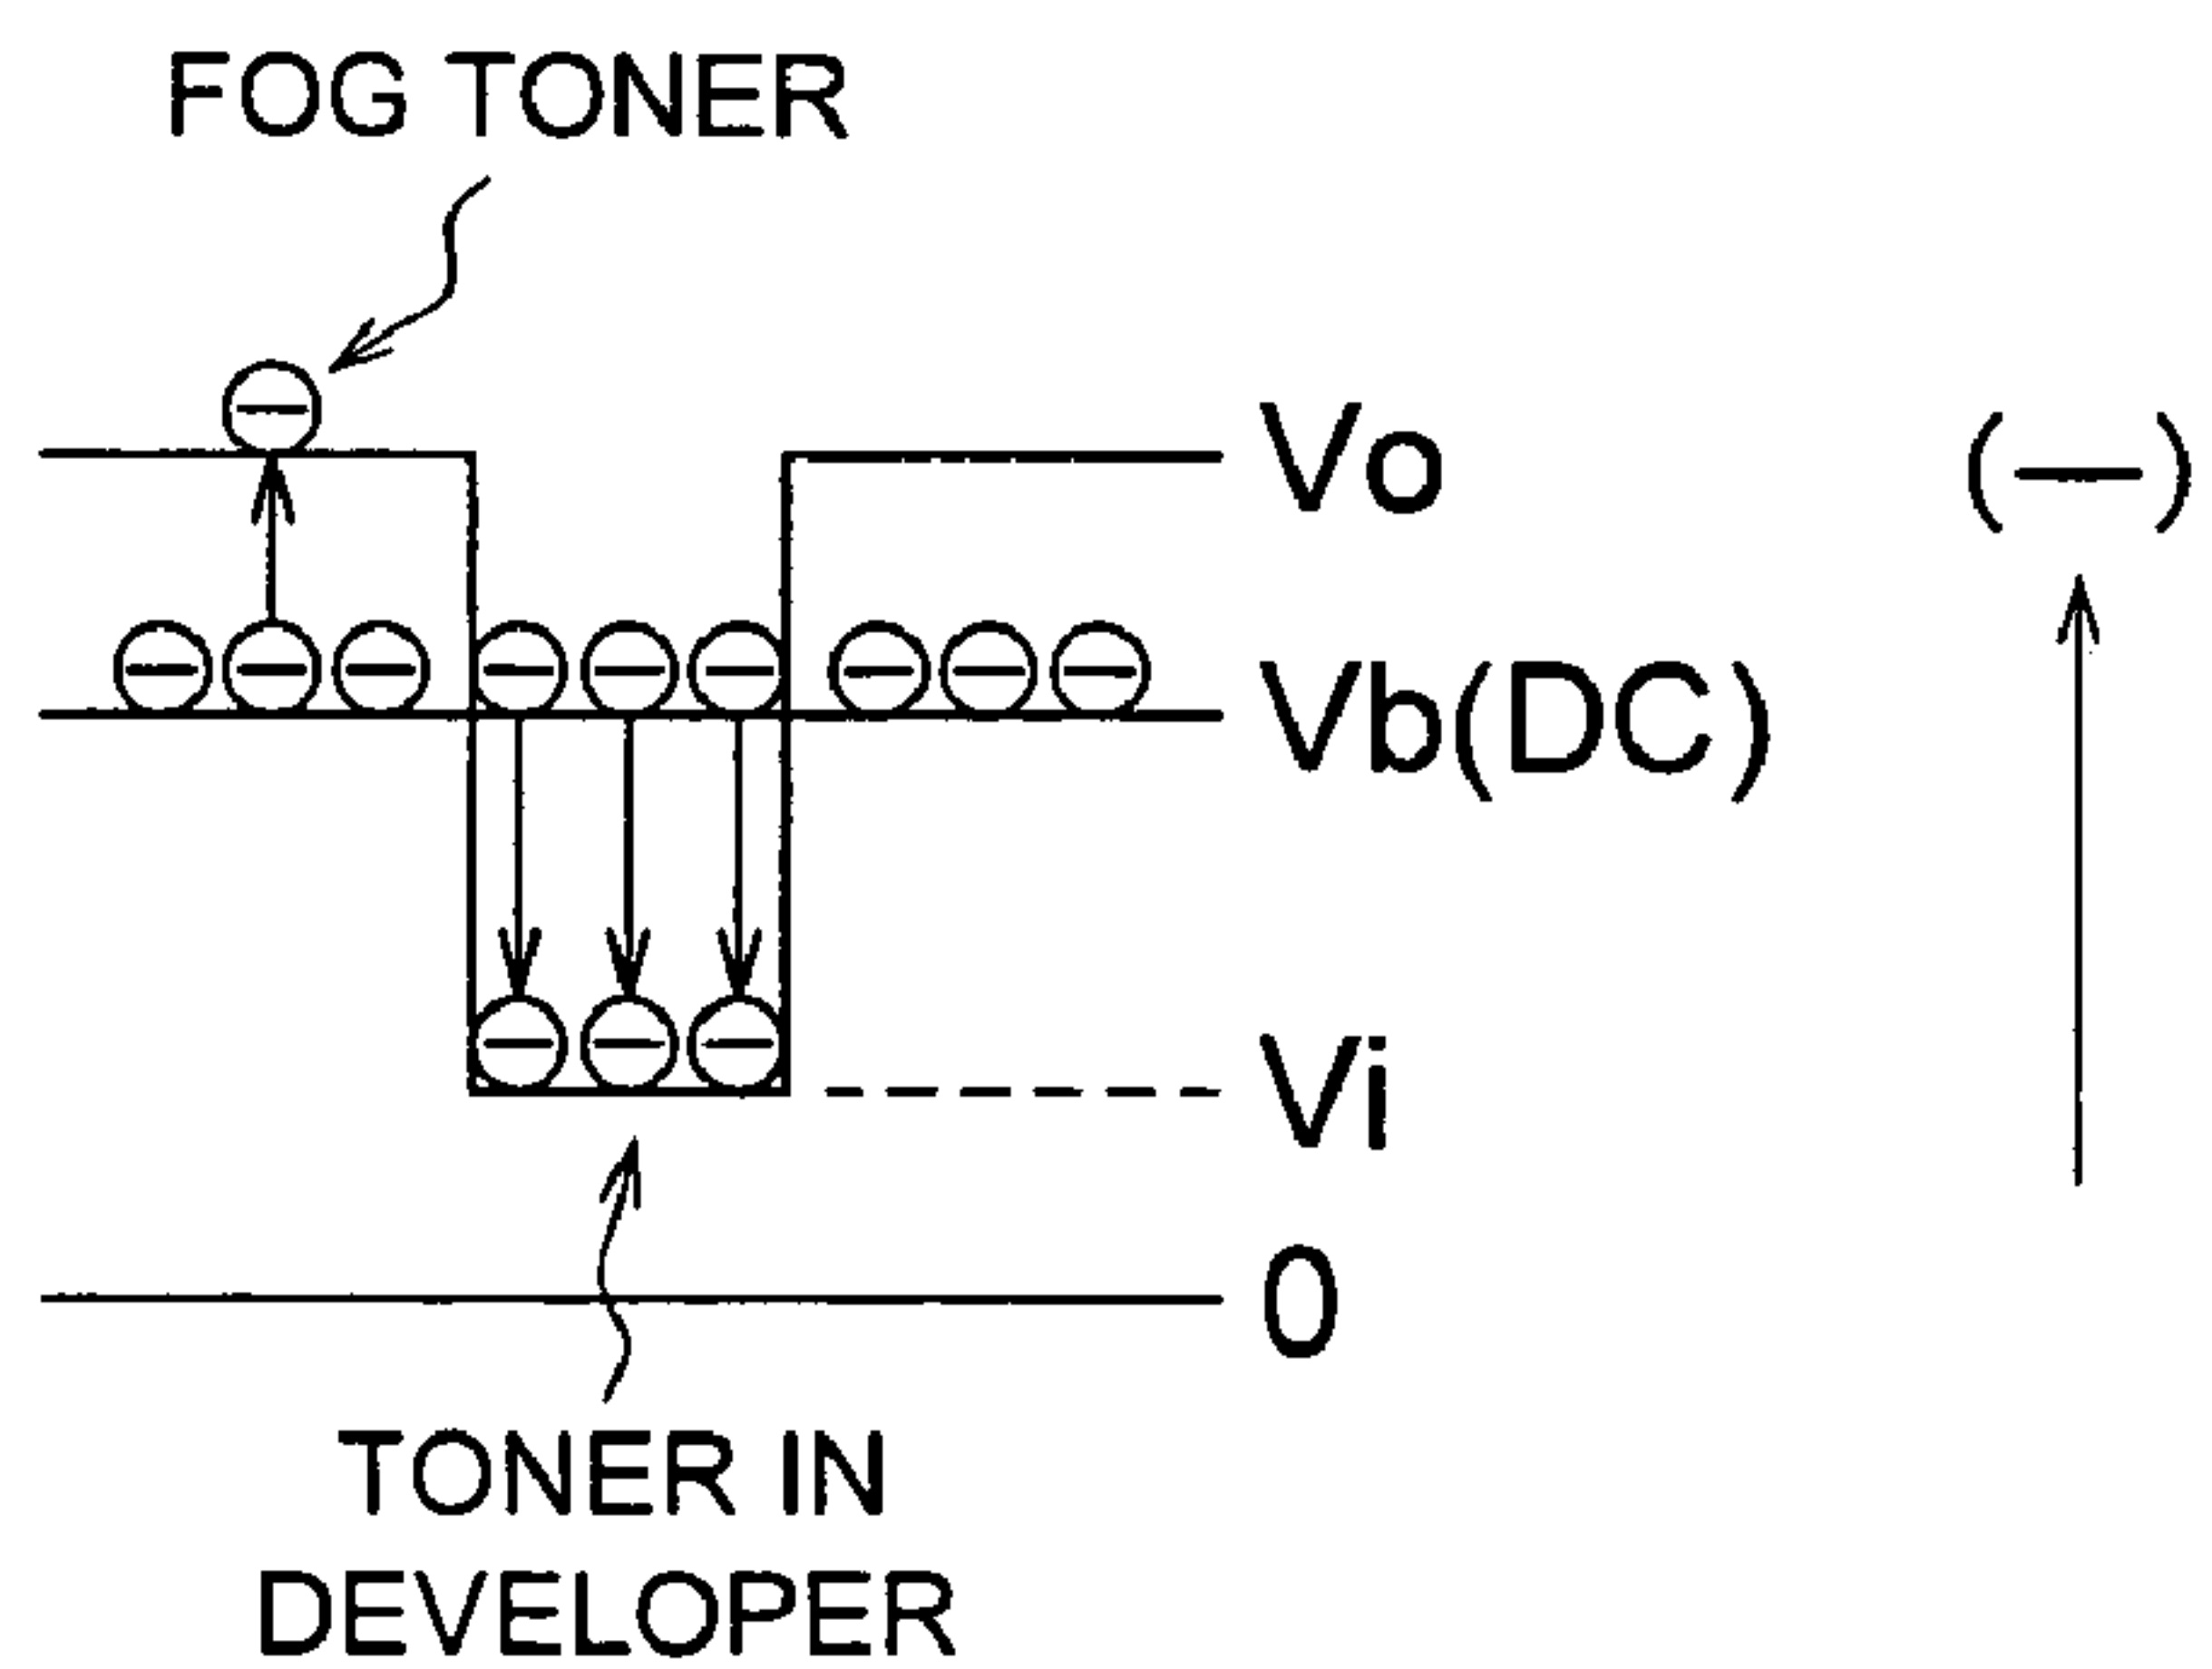 FOG TONER
Vo
(—)
Vb(DC)
Vi
0
TONER IN
DEVELOPER